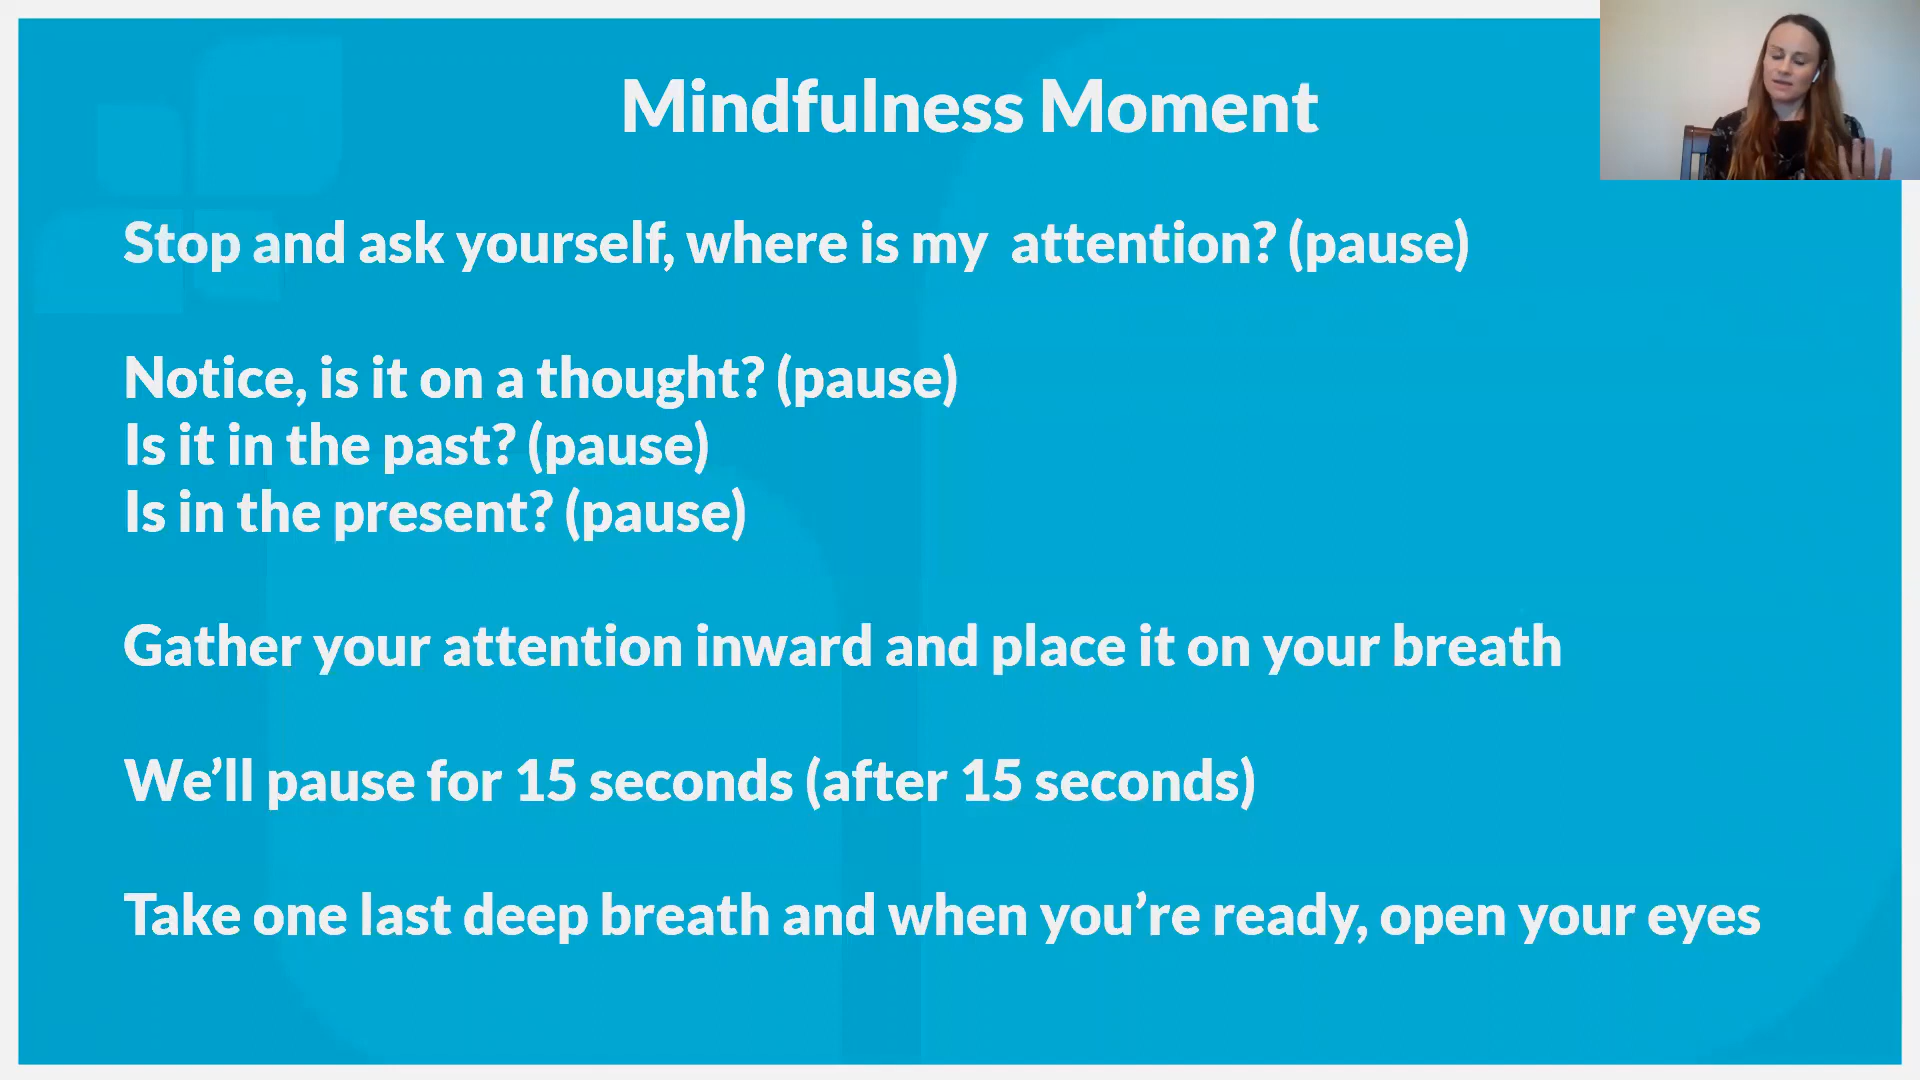 Mindfulness Moment
Stop and ask yourself, where is my  attention? (pause)
Notice, is it on a thought? (pause)
Is it in the past? (pause)
Is in the present? (pause)
Gather your attention inward and place it on your breath
We’ll pause for 15 seconds (after 15 seconds)
Take one last deep breath and when you’re ready, open your eyes